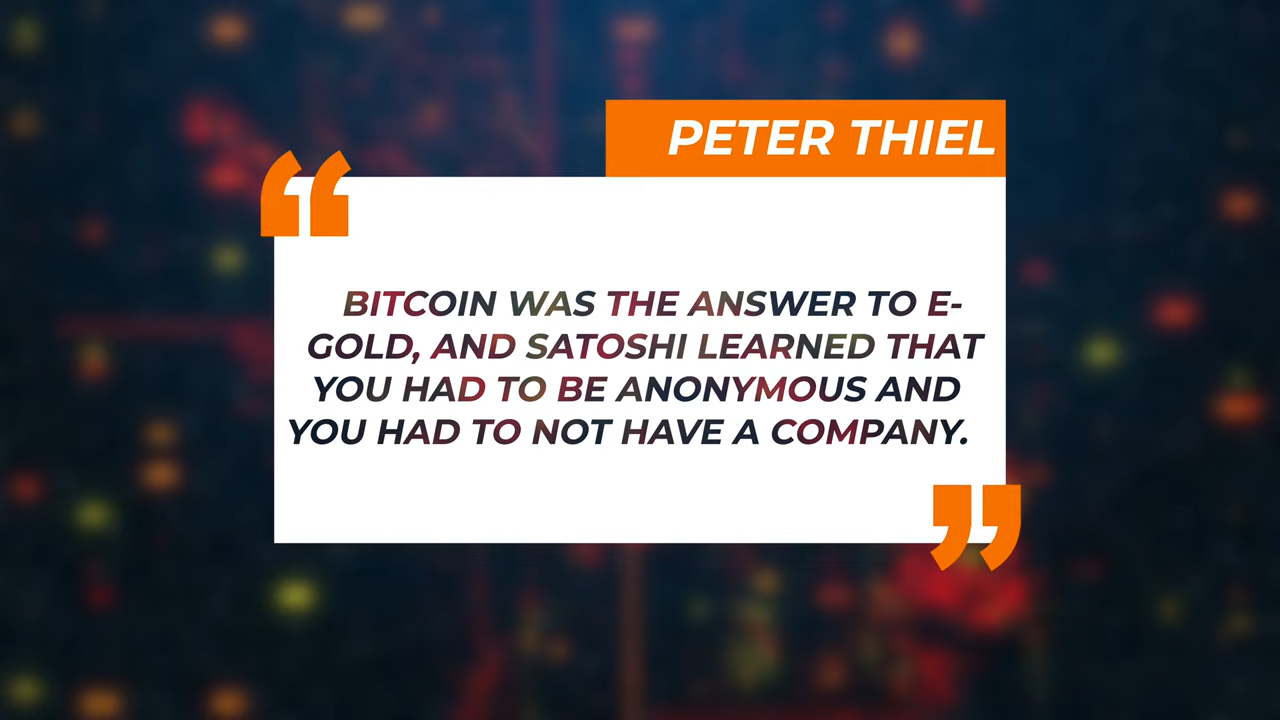 PETER THIEL
“
BITCOIN WAS THE ANSWER TO E-
GOLD, AND SATOSHI LEARNED THAT
YOU HAD TO BE ANONYMOUS AND
YOU HAD TO NOT HAVE A COMPANY.
”